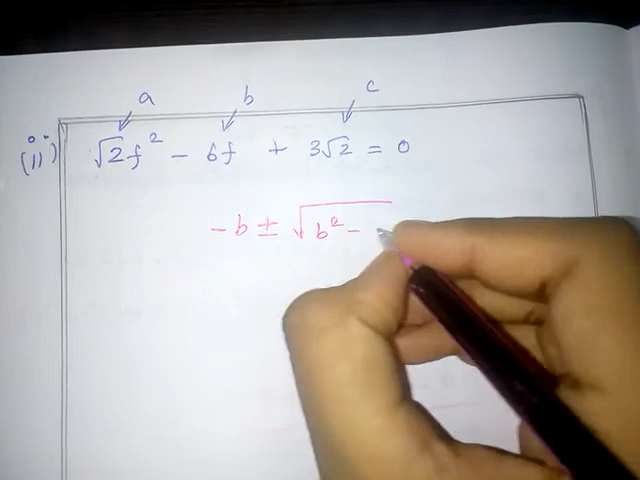 a b c
(ii) √2f² - 6f + 3√2 = 0
-b ± √b² -